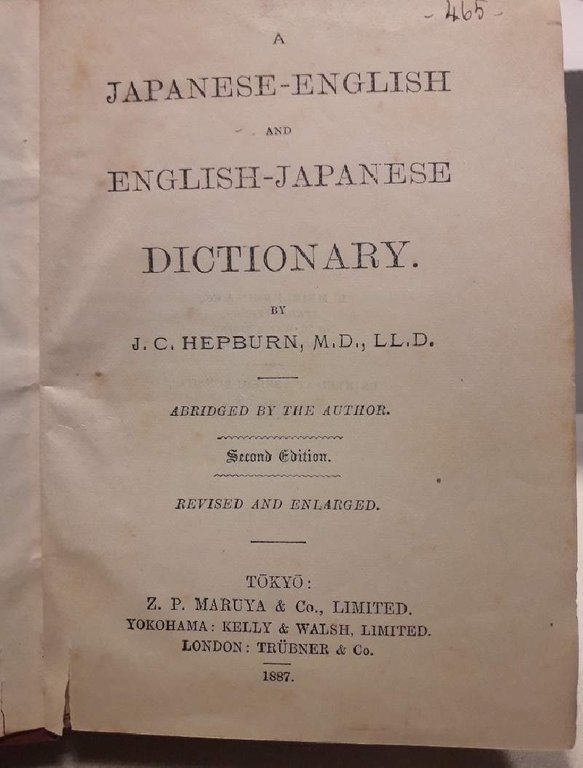 - 465 -
A
JAPANESE-ENGLISH
AND
ENGLISH-JAPANESE
DICTIONARY.
BY
J. C. HEPBURN, M.D., LL.D.
ABRIDGED BY THE AUTHOR.
Second Edition.
REVISED AND ENLARGED.
TŌKYŌ:
Z. P. MARUYA & Co., LIMITED.
YOKOHAMA: KELLY & WALSH, LIMITED.
LONDON: TRÜBNER & Co.
1887.